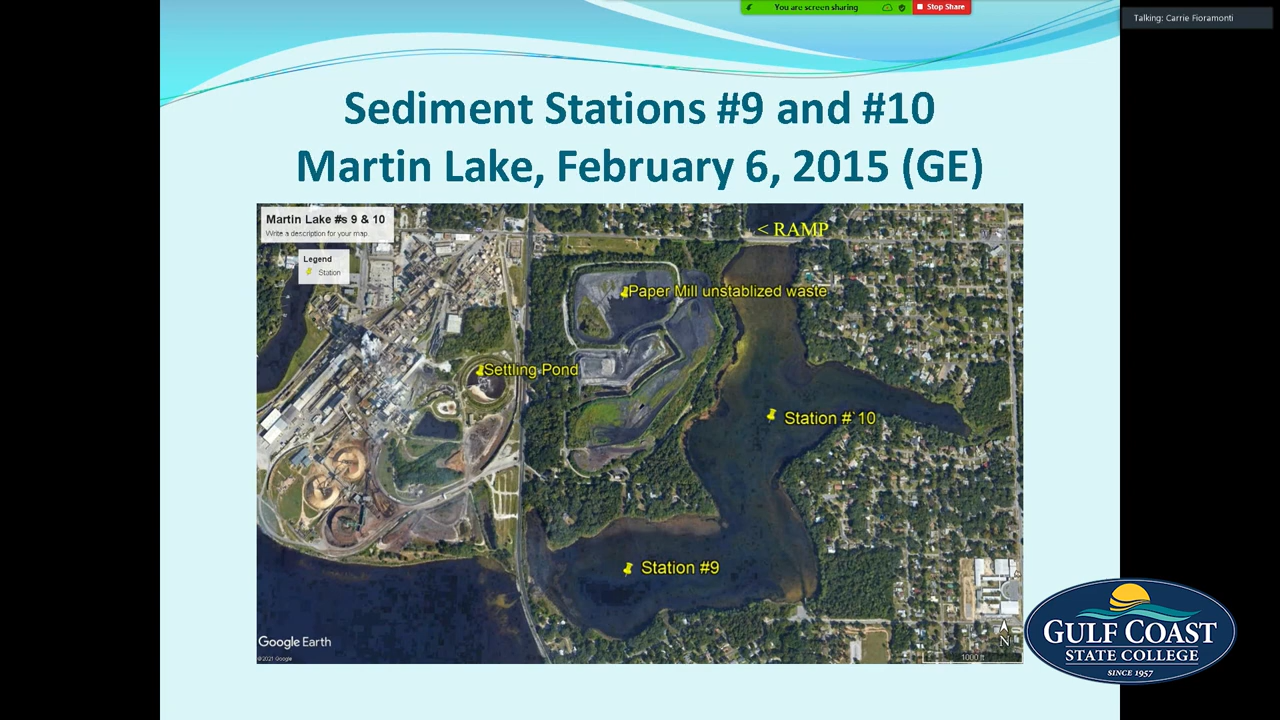 You are screen sharing
Stop Share
Talking: Carrie Fioramonti
Sediment Stations #9 and #10
Martin Lake, February 6, 2015 (GE)
Martin Lake #s 9 & 10
Write a description for your map.
Legend
Station
< RAMP
Paper Mill unstablized waste
Settling Pond
Station #`10
Station #9
Google Earth
©2021 Google
N
1000 ft
GULF COAST
STATE COLLEGE
SINCE 1957